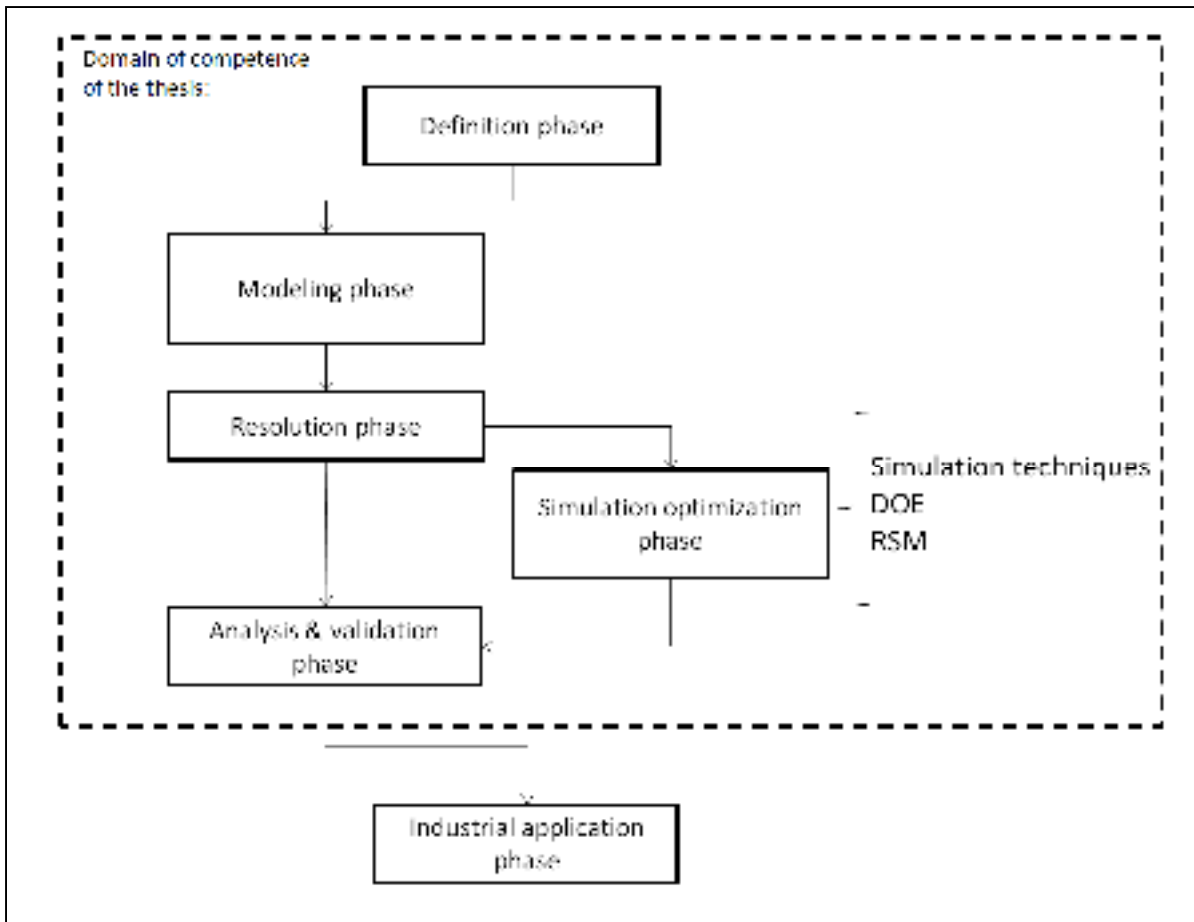 Domain of competence
of the thesis:
Definition phase
Modeling phase
Resolution phase
Simulation optimization
phase
Simulation techniques
DOE
RSM
Analysis & validation
phase
Industrial application
phase